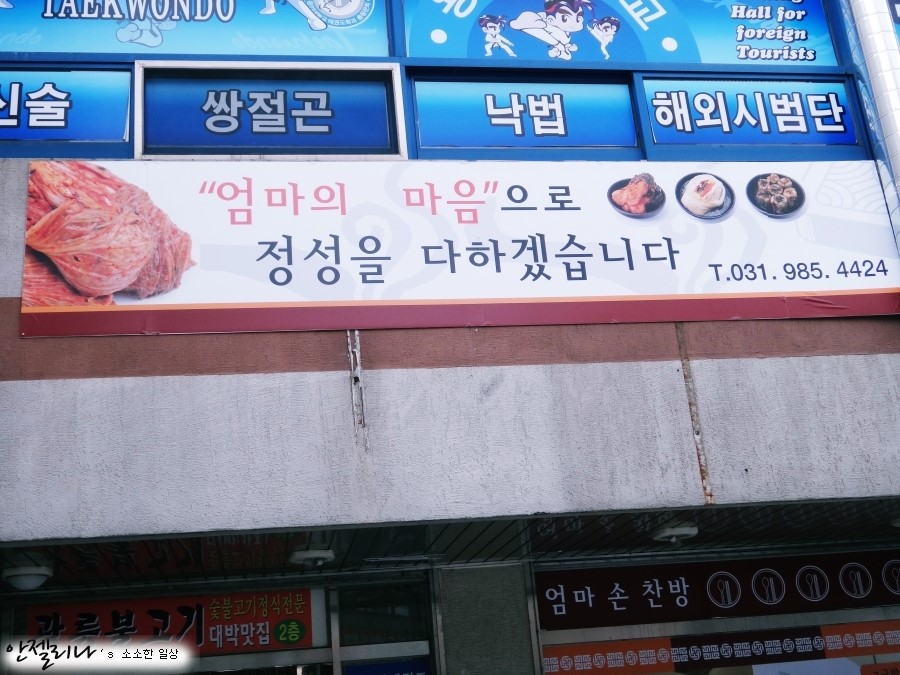 TAEKWONDO
Hall for
foreign
Tourists
신술
쌍절곤
낙법
해외시범단
“엄마의 마음”으로
정성을 다하겠습니다
T.031. 985. 4424
엄마 손 찬방
숯불고기정식전문
대박맛집 2층
안젤리나's 소소한 일상